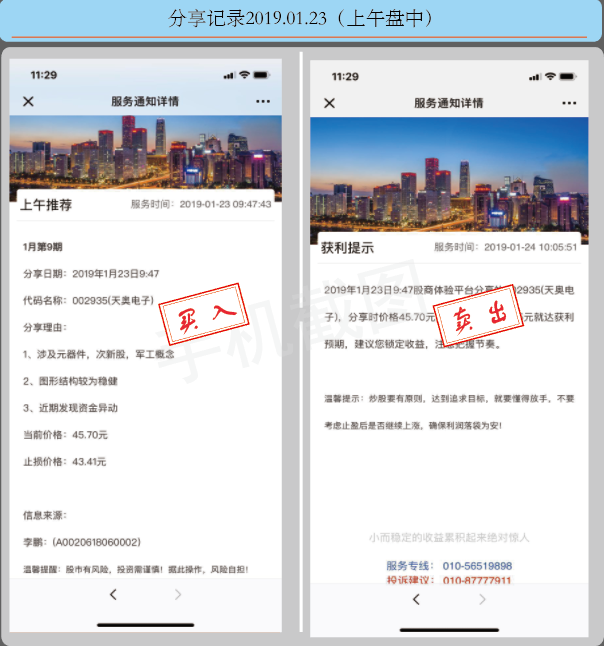 分享记录2019.01.23（上午盘中）
11:29
服务通知详情
上午推荐
服务时间：2019-01-23 09:47:43
1月第9期
分享日期：2019年1月23日9:47
代码名称：002935(天奥电子)
买入
分享理由：
1、涉及元器件，次新股，军工概念
2、图形结构较为稳健
3、近期发现资金异动
当前价格：45.70元
止损价格：43.41元
信息来源：
李鹏：(A0020618060002)
温馨提醒：股市有风险，投资需谨慎！据此操作，风险自担！
11:29
服务通知详情
获利提示
服务时间：2019-01-24 10:05:51
2019年1月23日9:47股商体验平台分享 02935(天奥电
子)，分享时价格45.70元 元就达获利
卖出
预期，建议您锁定收益，注意把握节奏。
温馨提示：炒股要有原则，达到追求目标，就要懂得放手，不要
考虑止盈后是否继续上涨，确保利润落袋为安！
小而稳定的收益累积起来绝对惊人
服务专线：010-56519898
投诉建议：010-87777911
手机截图